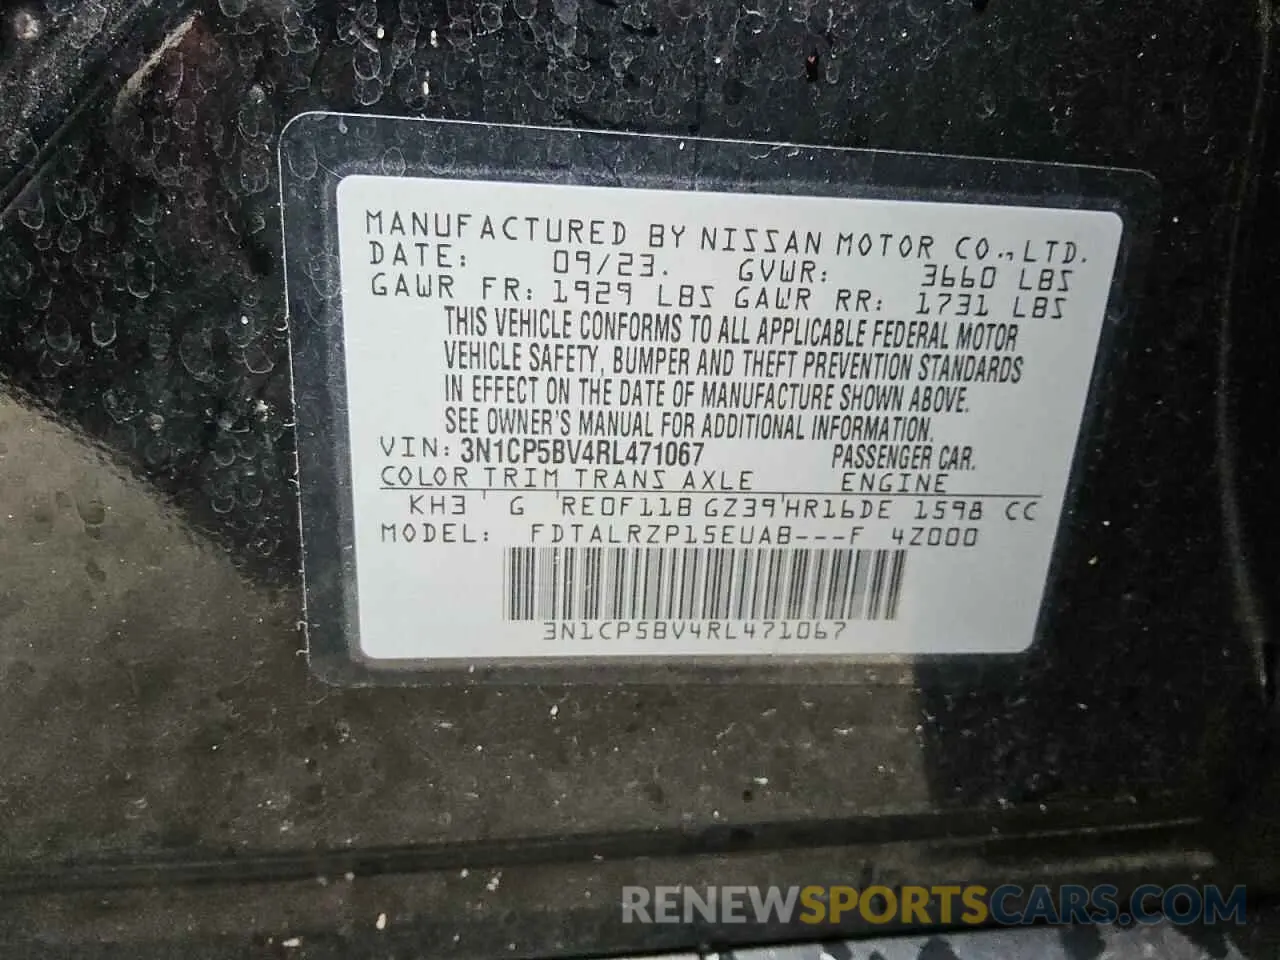 MANUFACTURED BY NISSAN MOTOR CO., LTD.
DATE: 09/23. GVWR: 3660 LBS
GAWR FR: 1929 LBS GAWR RR: 1731 LBS
THIS VEHICLE CONFORMS TO ALL APPLICABLE FEDERAL MOTOR
VEHICLE SAFETY, BUMPER AND THEFT PREVENTION STANDARDS
IN EFFECT ON THE DATE OF MANUFACTURE SHOWN ABOVE.
SEE OWNER'S MANUAL FOR ADDITIONAL INFORMATION.
VIN: 3N1CP5BV4RL471067 PASSENGER CAR.
COLOR TRIM TRANS AXLE ENGINE
KH3 ' G ' RE0F11B GZ39'HR16DE 1598 CC
MODEL: FDTALRZP15EUAB---F 4Z000
3N1CP5BV4RL471067
RENEWSPORTSCARS.COM